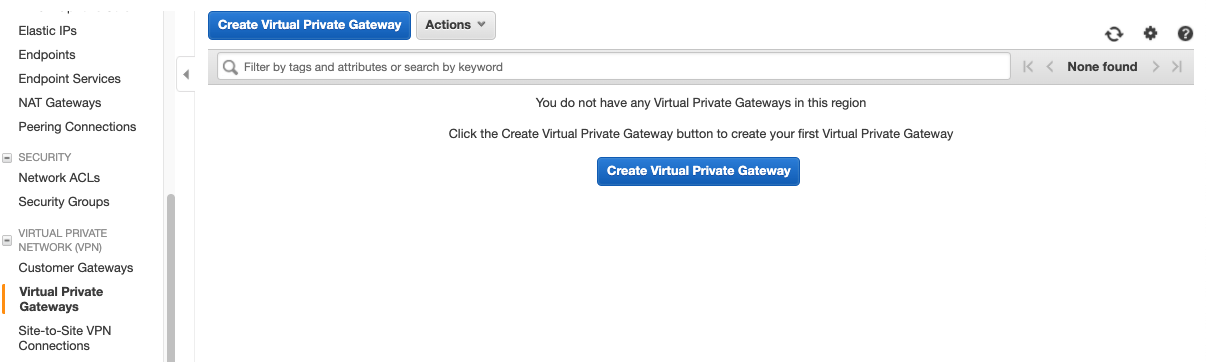 Create Virtual Private Gateway
Actions
Elastic IPs
Endpoints
Endpoint Services
NAT Gateways
Peering Connections
SECURITY
Network ACLs
Security Groups
VIRTUAL PRIVATE
NETWORK (VPN)
Customer Gateways
Virtual Private
Gateways
Site-to-Site VPN
Connections
Filter by tags and attributes or search by keyword
None found
You do not have any Virtual Private Gateways in this region
Click the Create Virtual Private Gateway button to create your first Virtual Private Gateway
Create Virtual Private Gateway